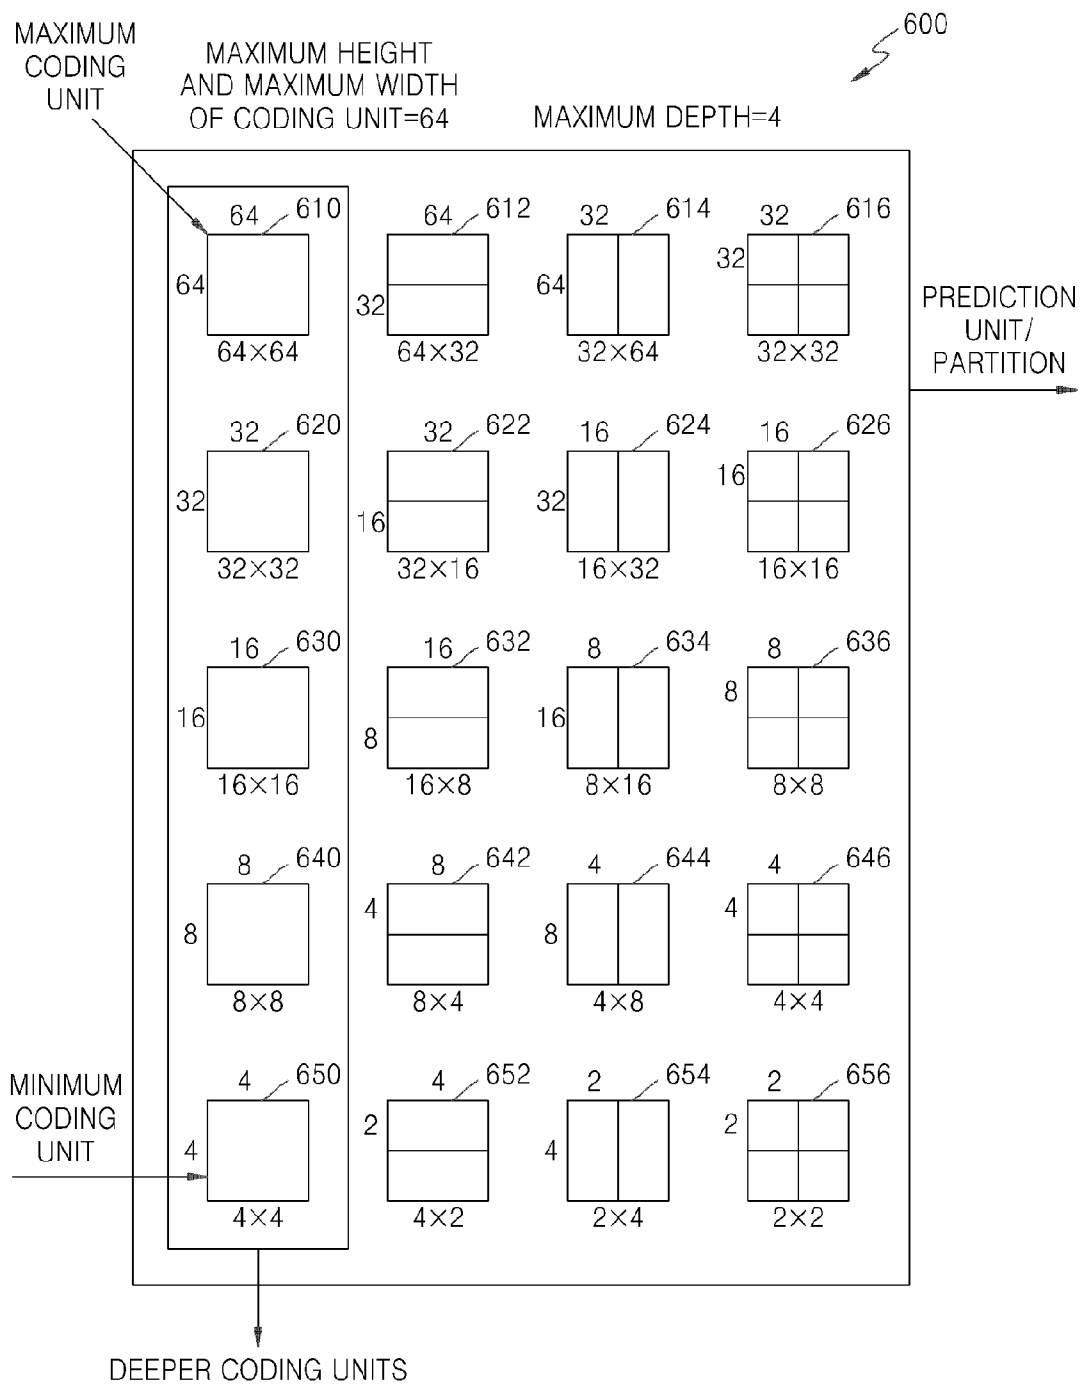 600
MAXIMUM
CODING
UNIT
MAXIMUM HEIGHT
AND MAXIMUM WIDTH
OF CODING UNIT=64
MAXIMUM DEPTH=4
64 610 64 612 32 614 32 616
64 32 64 32
64×64 64×32 32×64 32×32
PREDICTION
UNIT/
PARTITION
32 620 32 622 16 624 16 626
32 16 32 16
32×32 32×16 16×32 16×16
16 630 16 632 8 634 8 636
16 8 16 8
16×16 16×8 8×16 8×8
8 640 8 642 4 644 4 646
8 4 8 4
8×8 8×4 4×8 4×4
MINIMUM
CODING
UNIT
4 650 4 652 2 654 2 656
4 2 4 2
4×4 4×2 2×4 2×2
DEEPER CODING UNITS